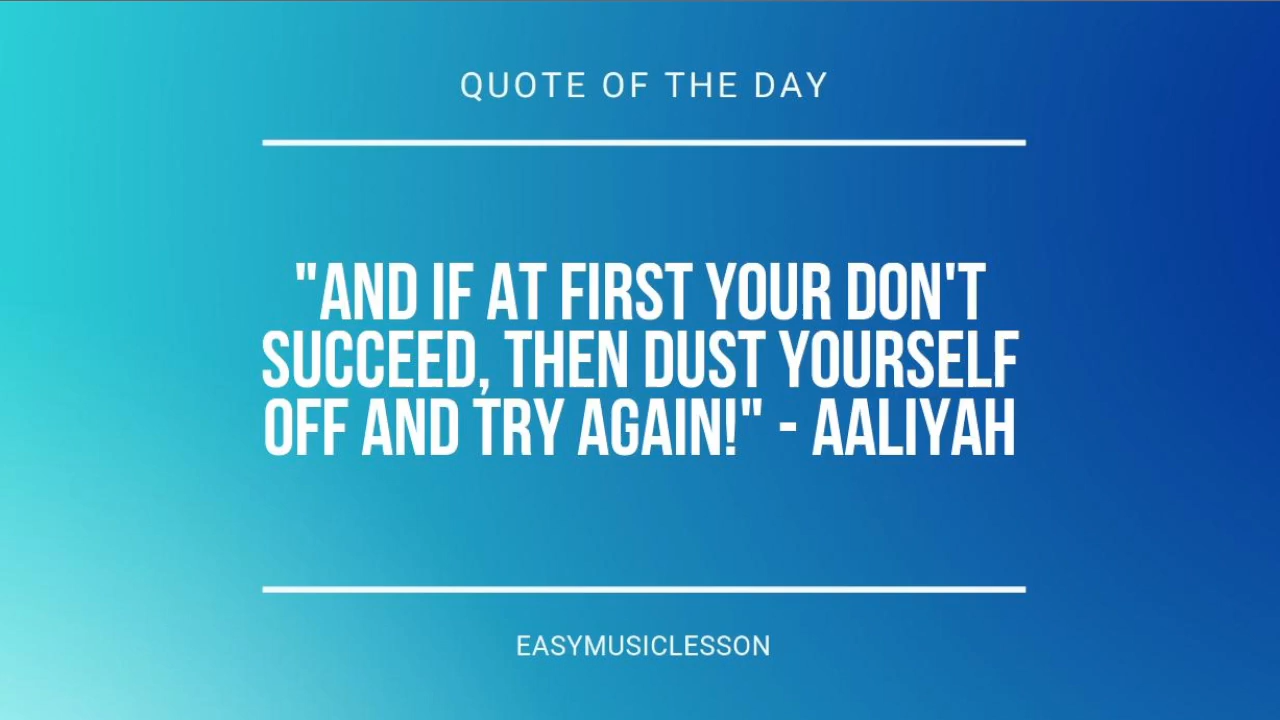 QUOTE OF THE DAY
"AND IF AT FIRST YOUR DON'T
SUCCEED, THEN DUST YOURSELF
OFF AND TRY AGAIN!" - AALIYAH
EASYMUSICLESSON